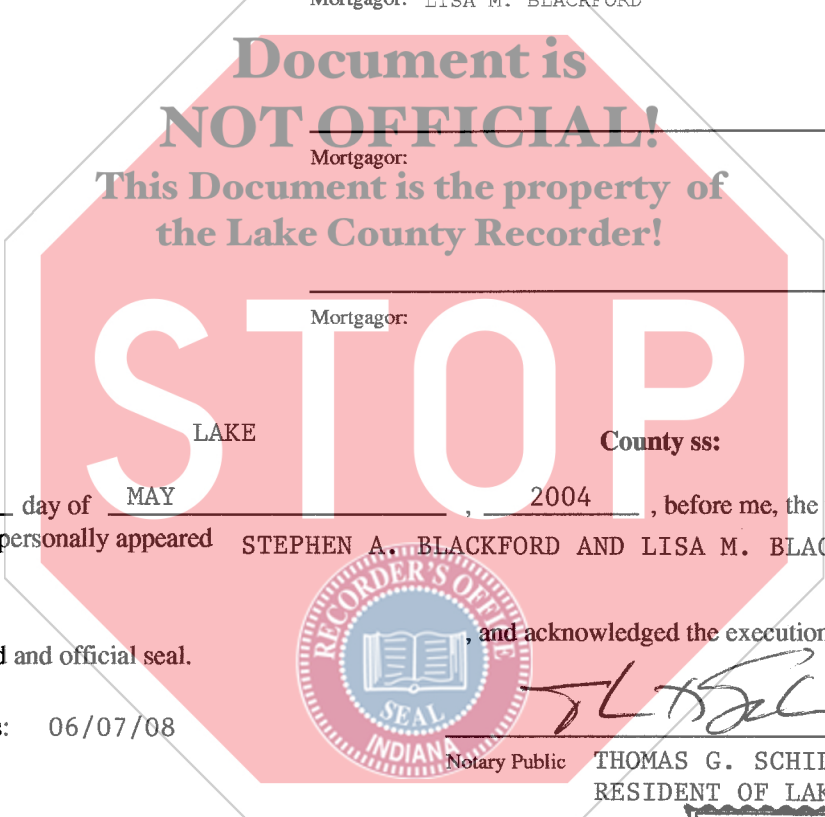 Mortgagor: LISA M. BLACKFORD
Document is
NOT OFFICIAL!
Mortgagor:
This Document is the property of
the Lake County Recorder!
Mortgagor:
STOP
LAKE County ss:
day of MAY , 2004 , before me, the
personally appeared STEPHEN A. BLACKFORD AND LISA M. BLAC
, and acknowledged the execution
d and official seal.
RECORDER'S OFFICE
SEAL
INDIANA
s: 06/07/08
Notary Public THOMAS G. SCHI
RESIDENT OF LAK